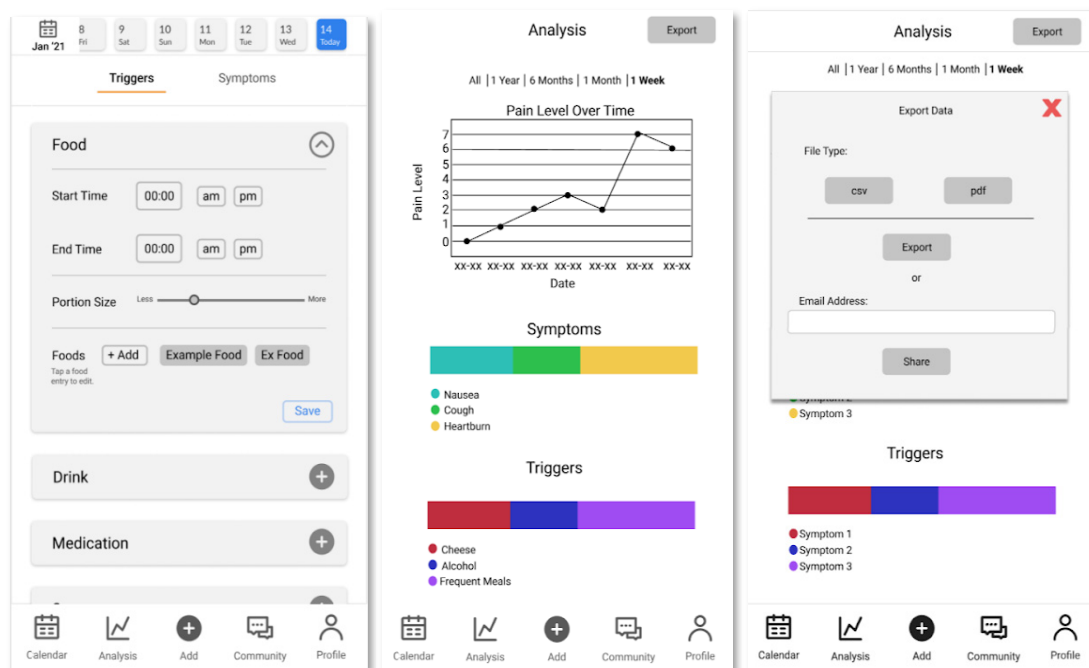 8 9 10 11 12 13 14
Jan '21 Fri Sat Sun Mon Tue Wed Today
Triggers Symptoms
Food
Start Time 00:00 am pm
End Time 00:00 am pm
Portion Size Less More
Foods + Add Example Food Ex Food
Tap a food
entry to edit.
Save
Drink
Medication
Calendar Analysis Add Community Profile
Analysis Export
All |1 Year | 6 Months | 1 Month |1 Week
Pain Level Over Time
Pain Level
7
6
5
4
3
2
1
0
XX-XX XX-XX XX-XX XX-XX XX-XX XX-XX XX-XX
Date
Symptoms
Nausea
Cough
Heartburn
Triggers
Cheese
Alcohol
Frequent Meals
Calendar Analysis Add Community Profile
Analysis Export
All |1 Year | 6 Months | 1 Month |1 Week
Export Data X
File Type:
csv pdf
Export
or
Email Address:
Share
Symptom 2
Symptom 3
Triggers
Symptom 1
Symptom 2
Symptom 3
Calendar Analysis Add Community Profile